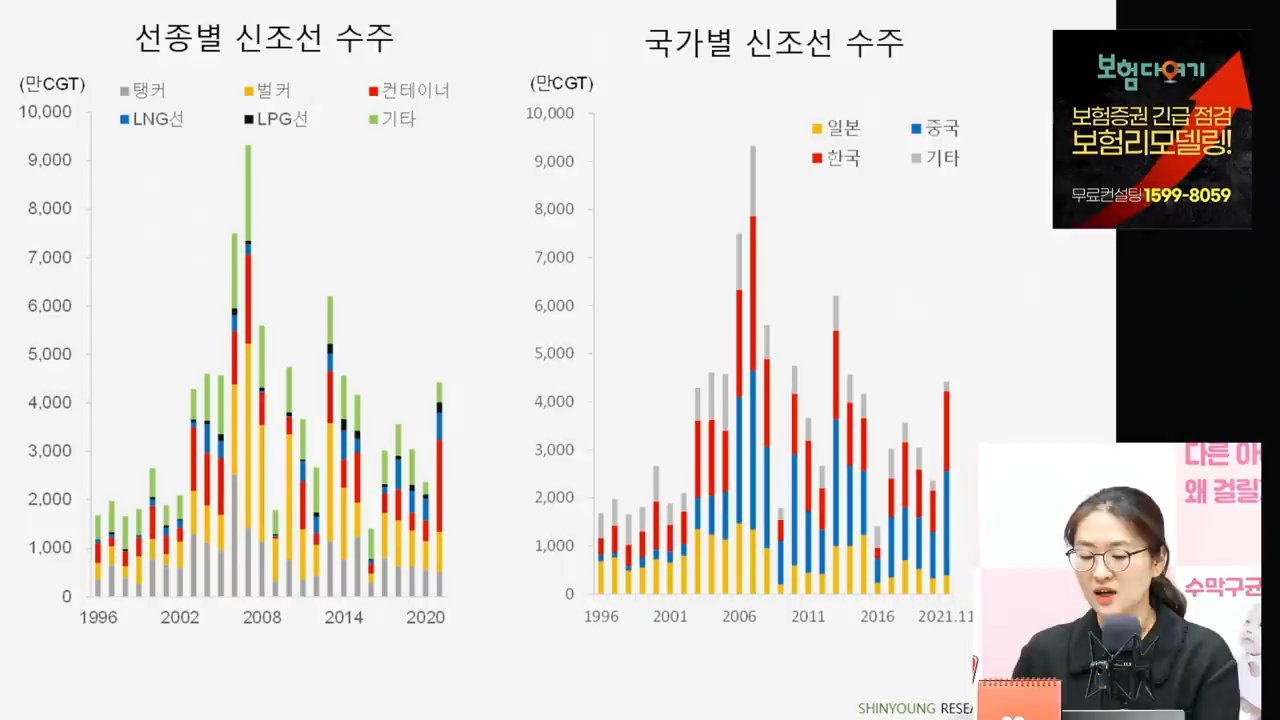 선종별 신조선 수주
(만CGT)
탱커
벌커
컨테이너
LNG선
LPG선
기타
10,000
9,000
8,000
7,000
6,000
5,000
4,000
3,000
2,000
1,000
0
1996
2002
2008
2014
2020
국가별 신조선 수주
(만CGT)
일본
중국
한국
기타
10,000
9,000
8,000
7,000
6,000
5,000
4,000
3,000
2,000
1,000
0
1996
2001
2006
2011
2016
2021.11
SHINYOUNG RESEA
보험다여기
보험증권 긴급 점검
보험리모델링!
무료컨설팅 1599-8059
다른
왜 걸릴
수막구균